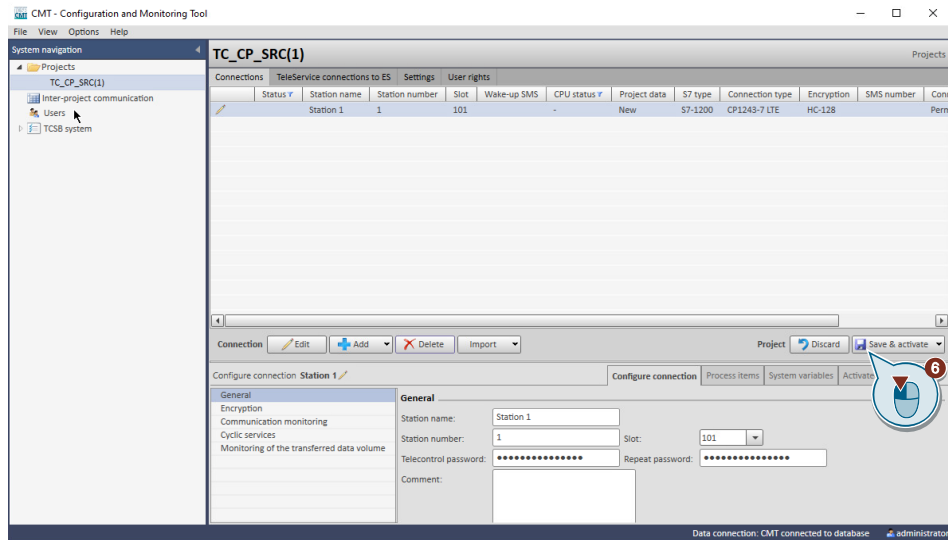 CMT - Configuration and Monitoring Tool
File View Options Help
System navigation
Projects
TC_CP_SRC(1)
Inter-project communication
Users
TCSB system
TC_CP_SRC(1)
Projects
Connections TeleService connections to ES Settings User rights
Status Station name Station number Slot Wake-up SMS CPU status Project data S7 type Connection type Encryption SMS number Con
Station 1 1 101 - New S7-1200 CP1243-7 LTE HC-128 Perm
Connection Edit Add Delete Import Project Discard Save & activate
6
Configure connection Station 1 Configure connection Process items System variables Activate
General
Encryption
Communication monitoring
Cyclic services
Monitoring of the transferred data volume
General
Station name: Station 1
Station number: 1 Slot: 101
Telecontrol password: ●●●●●●●●●●●●●●● Repeat password: ●●●●●●●●●●●●●●●
Comment:
Data connection: CMT connected to database administrator